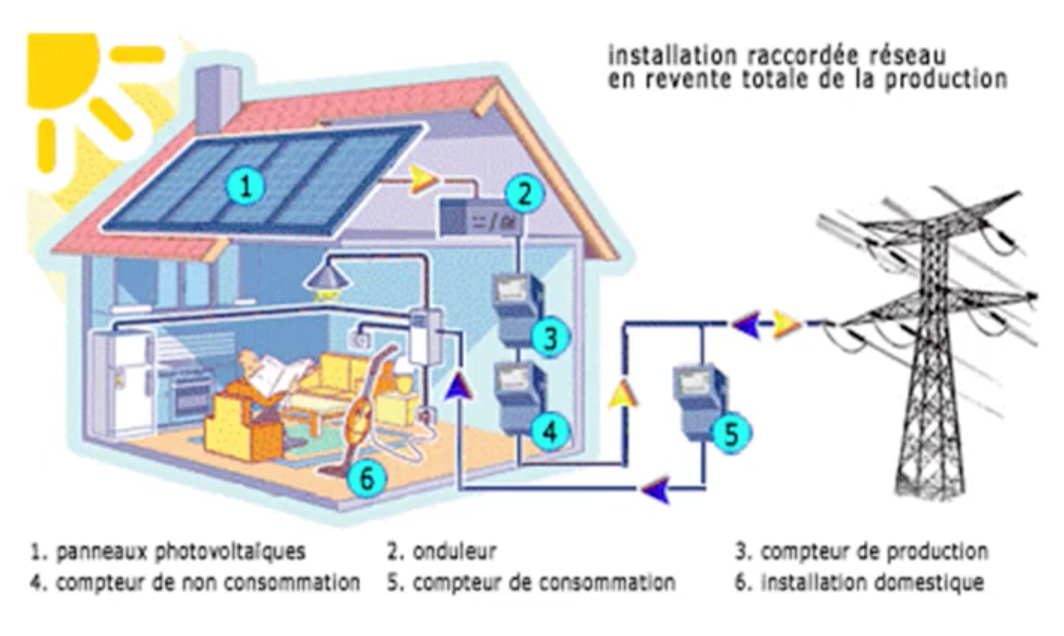 installation raccordée réseau
en revente totale de la production
1
2
= / ≅
3
4
5
6
1. panneaux photovoltaïques 2. onduleur 3. compteur de production
4. compteur de non consommation 5. compteur de consommation 6. installation domestique